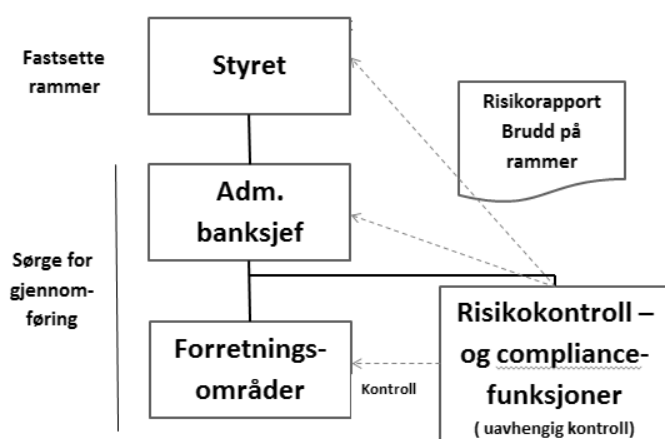 Fastsette
rammer
Styret
Risikorapport
Brudd på
rammer
Adm.
banksjef
Sørge for
gjennom-
føring
Forretnings-
områder
Kontroll
Risikokontroll –
og compliance-
funksjoner
( uavhengig kontroll)